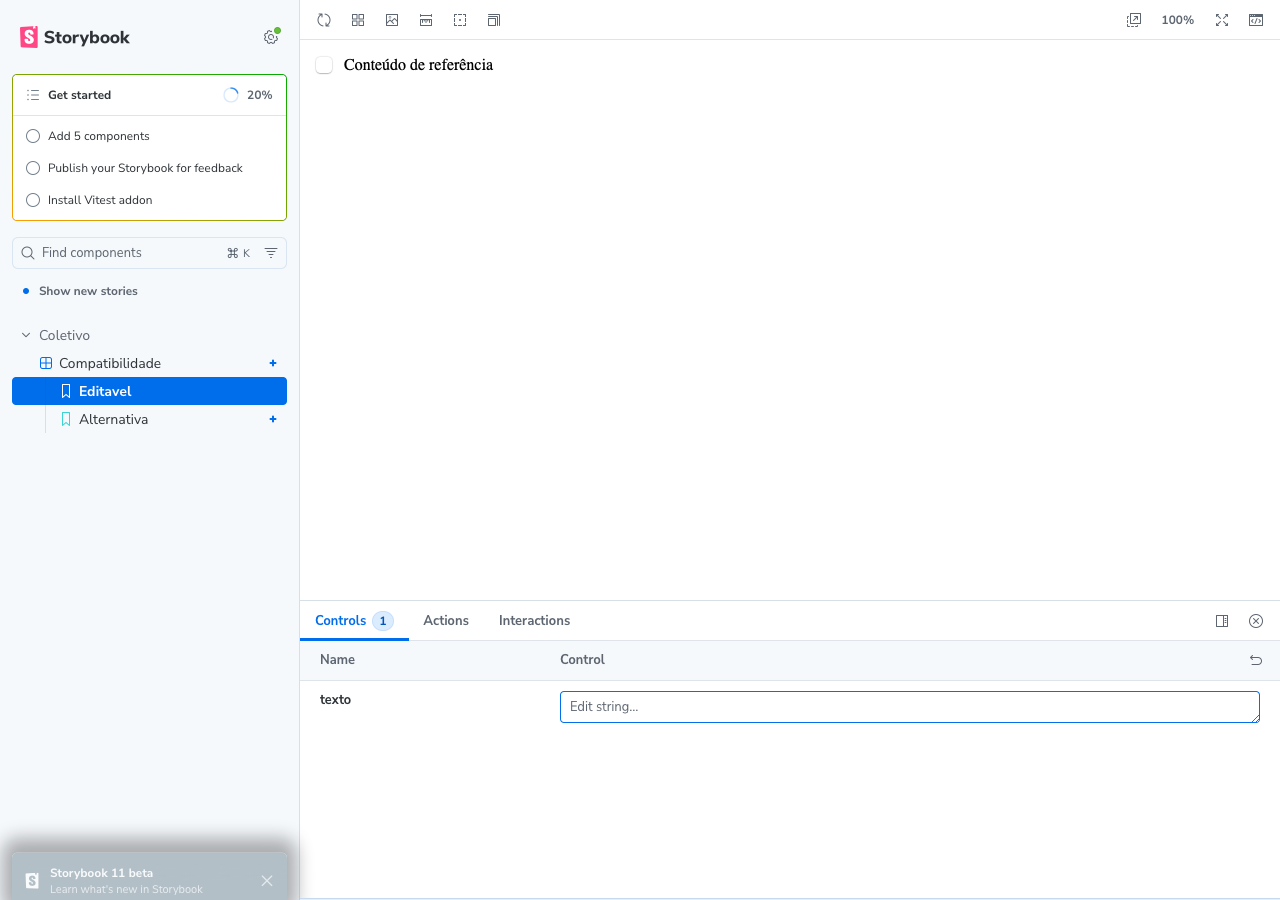 Storybook
Get started
20%
Add 5 components
Publish your Storybook for feedback
Install Vitest addon
Find components
⌘ K
Show new stories
Coletivo
Compatibilidade
Editavel
Alternativa
Storybook 11 beta
Learn what's new in Storybook
100%
Conteúdo de referência
Controls 1 Actions Interactions
Name Control
texto Edit string...